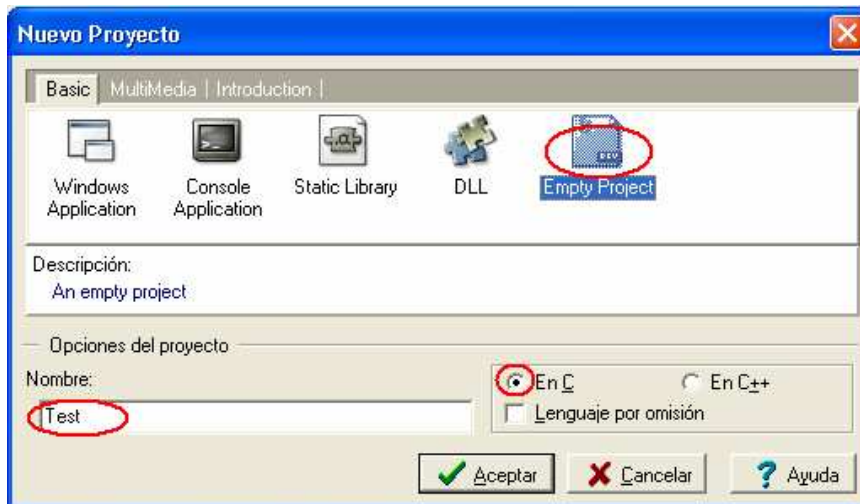 Nuevo Proyecto
Basic MultiMedia Introduction
Windows Application
Console Application
Static Library
DLL
Empty Project
Descripción:
An empty project
Opciones del proyecto
Nombre:
Test
En C
En C++
Lenguaje por omisión
Aceptar
Cancelar
Ayuda